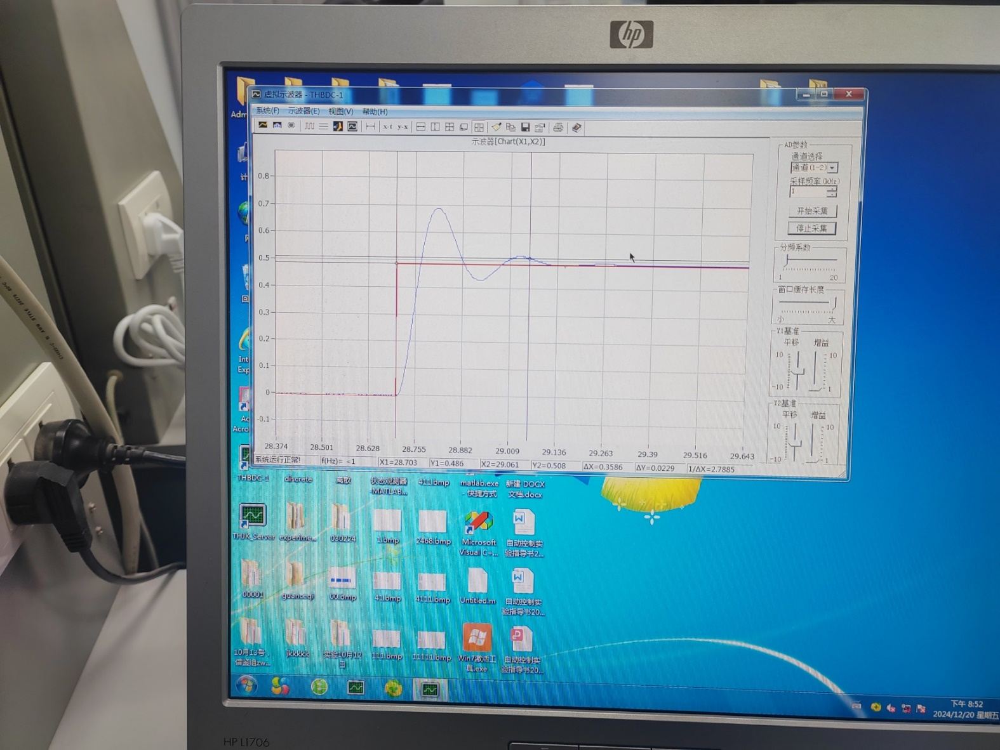 hp
虚拟示波器 - THBDC-1
系统(F) 示波器(E) 视图(V) 帮助(H)
x-t y-x
示波器[Chart(X1,X2)]
0.8
0.7
0.6
0.5
0.4
0.3
0.2
0.1
0
-0.1
28.374 28.501 28.628 28.755 28.882 29.009 29.136 29.263 29.39 29.516 29.643
系统运行正常! f(Hz)= <1 X1=28.703 Y1=0.486 X2=29.061 Y2=0.508 ΔX=0.3586 ΔY=0.0229 1/ΔX=2.7885
AD参数
通道选择
通道(1-2)
采样频率(kHz)
1
开始采集
停止采集
分频系数
1 20
窗口缓存长度
小 大
Y1基准
平移 增益
10 10
-10 1
Y2基准
平移 增益
10 10
-10 1
Adm
计
Int
Exp
Ac
Acro
THBDC-1
discrete
离散
状态观测器
-MATLAB...
411.bmp
matlab.exe
- 快捷方式
新建 DOCX
文档.docx
THJK_Server
experime...
030224
1.bmp
2468.bmp
Microsoft
Visual C+...
自动控制实
验指导书2...
00001
guanceqi
00.bmp
41.bmp
4111.bmp
Untitled.m
自动控制实
验指导书20...
10月13号,
借鉴组zw...
jkkkkk
实验10月12
日
111.bmp
11111.bmp
Win7激活工
具.exe
自动控制实
验指导书20...
下午 8:52
2024/12/20 星期五
HP L1706